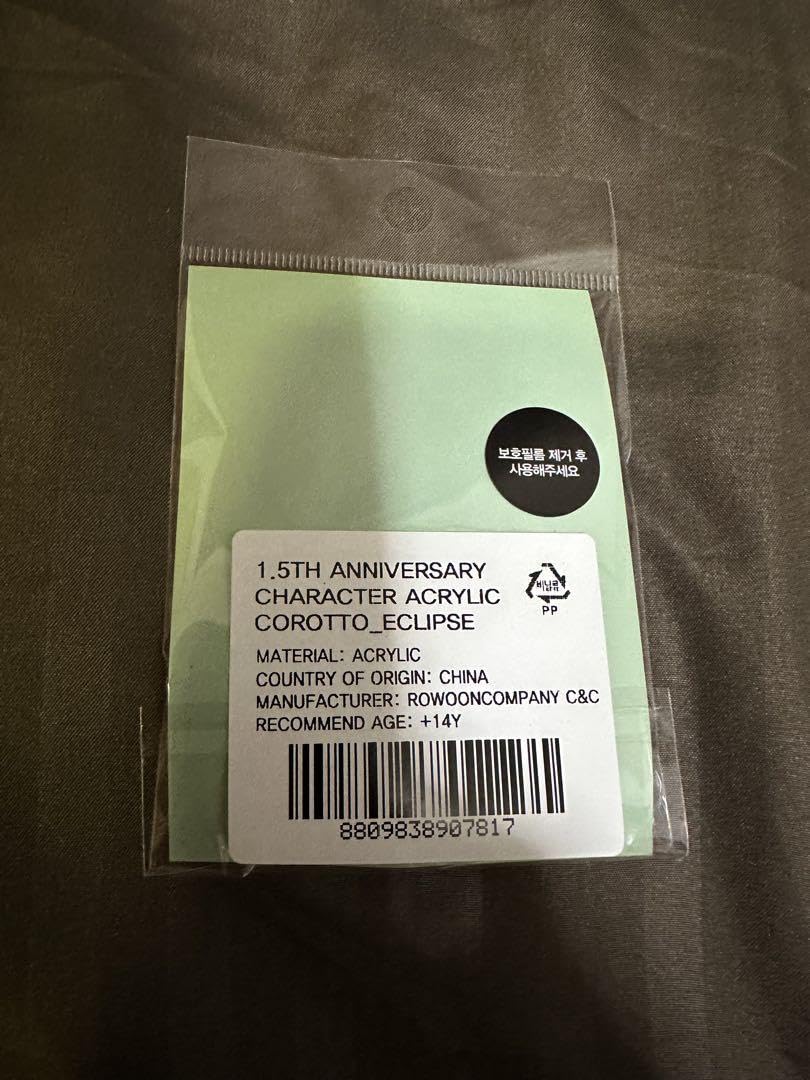 보호필름 제거 후
사용해주세요
1.5TH ANNIVERSARY
CHARACTER ACRYLIC
COROTTO_ECLIPSE
비닐류
PP
MATERIAL: ACRYLIC
COUNTRY OF ORIGIN: CHINA
MANUFACTURER: ROWOONCOMPANY C&C
RECOMMEND AGE: +14Y
8809838907817